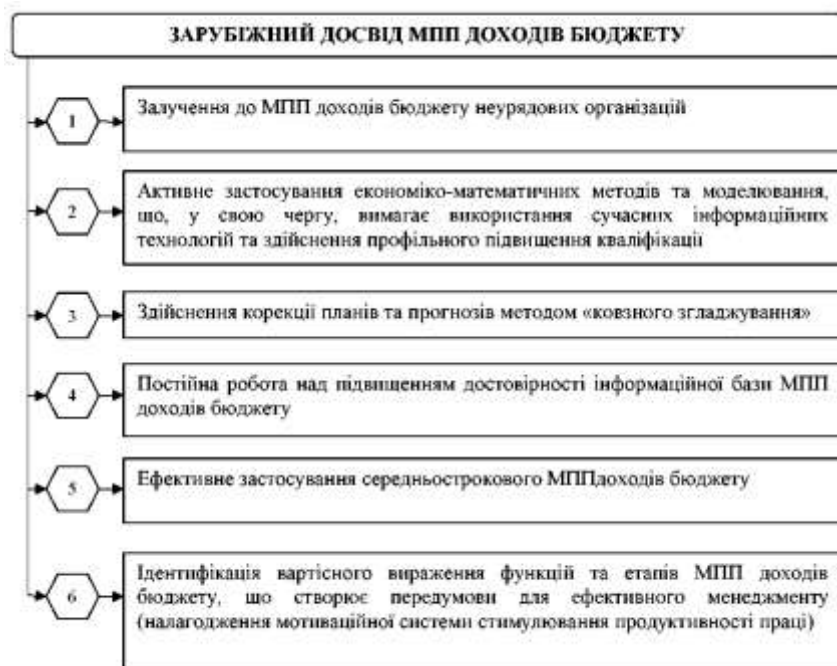 ЗАРУБІЖНИЙ ДОСВІД МПП ДОХОДІВ БЮДЖЕТУ
1
Залучення до МПП доходів бюджету неурядових організацій
2
Активне застосування економіко-математичних методів та моделювання,
що, у свою чергу, вимагає використання сучасних інформаційних
технологій та здійснення профільного підвищення кваліфікації
3
Здійснення корекції планів та прогнозів методом «ковзного згладжування»
4
Постійна робота над підвищенням достовірності інформаційної бази МПП
доходів бюджету
5
Ефективне застосування середньострокового МППдоходів бюджету
6
Ідентифікація вартісного вираження функцій та етапів МПП доходів
бюджету, що створює передумови для ефективного менеджменту
(налагодження мотиваційної системи стимулювання продуктивності праці)